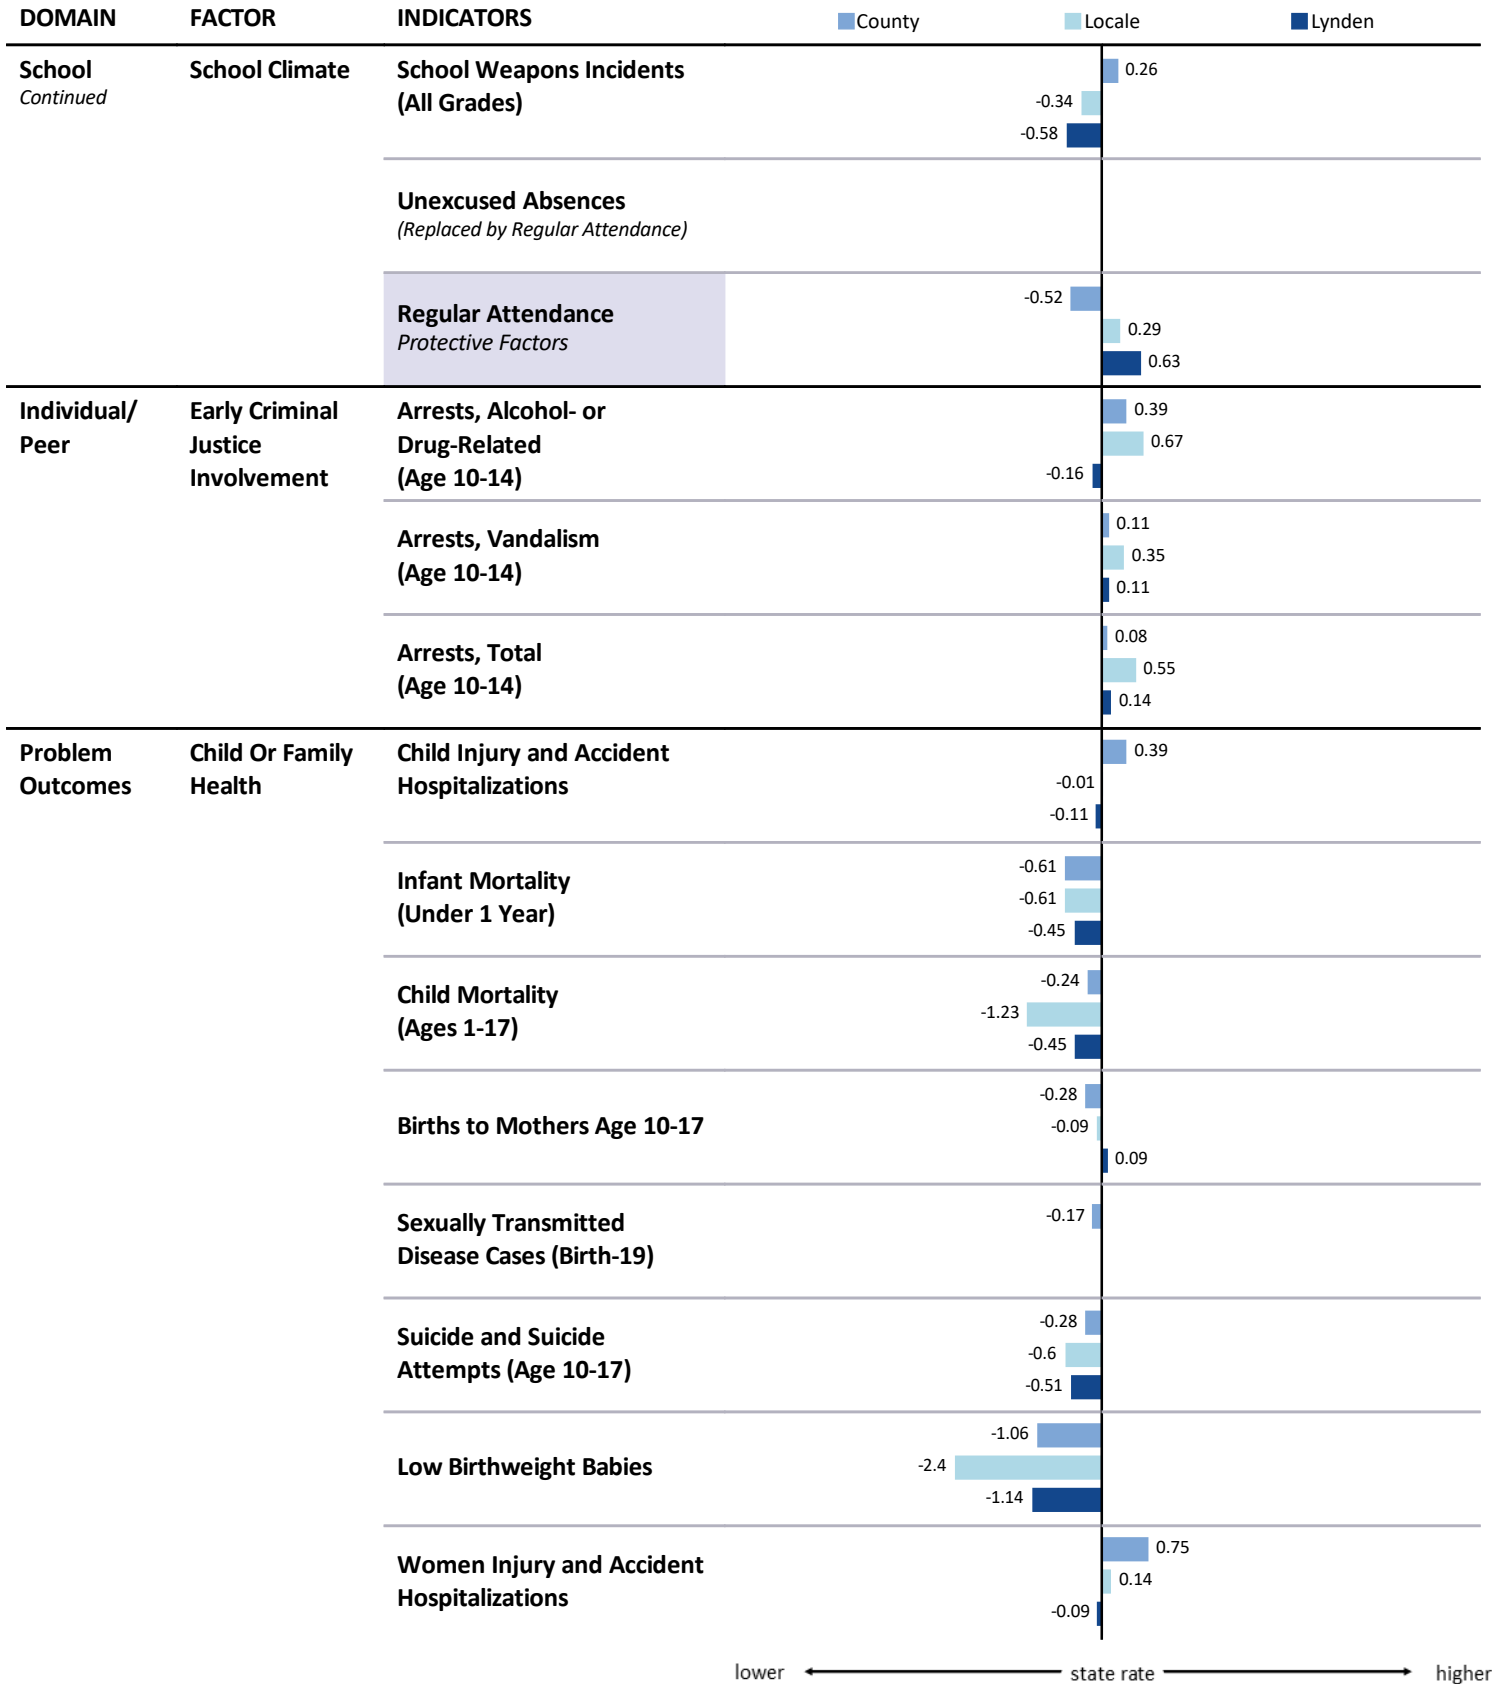 DOMAIN FACTOR INDICATORS County Locale Lynden
School School Climate School Weapons Incidents
Continued
(All Grades)
0.26
-0.34
-0.58
Unexcused Absences
(Replaced by Regular Attendance)
Regular Attendance
Protective Factors
-0.52
0.29
0.63
Individual/
Peer
Early Criminal
Justice
Involvement
Arrests, Alcohol- or
Drug-Related
(Age 10-14)
0.39
0.67
-0.16
Arrests, Vandalism
(Age 10-14)
0.11
0.35
0.11
Arrests, Total
(Age 10-14)
0.08
0.55
0.14
Problem
Outcomes
Child Or Family
Health
Child Injury and Accident
Hospitalizations
0.39
-0.01
-0.11
Infant Mortality
(Under 1 Year)
-0.61
-0.61
-0.45
Child Mortality
(Ages 1-17)
-0.24
-1.23
-0.45
Births to Mothers Age 10-17
-0.28
-0.09
0.09
Sexually Transmitted
Disease Cases (Birth-19)
-0.17
Suicide and Suicide
Attempts (Age 10-17)
-0.28
-0.6
-0.51
Low Birthweight Babies
-1.06
-2.4
-1.14
Women Injury and Accident
Hospitalizations
0.75
0.14
-0.09
lower state rate higher